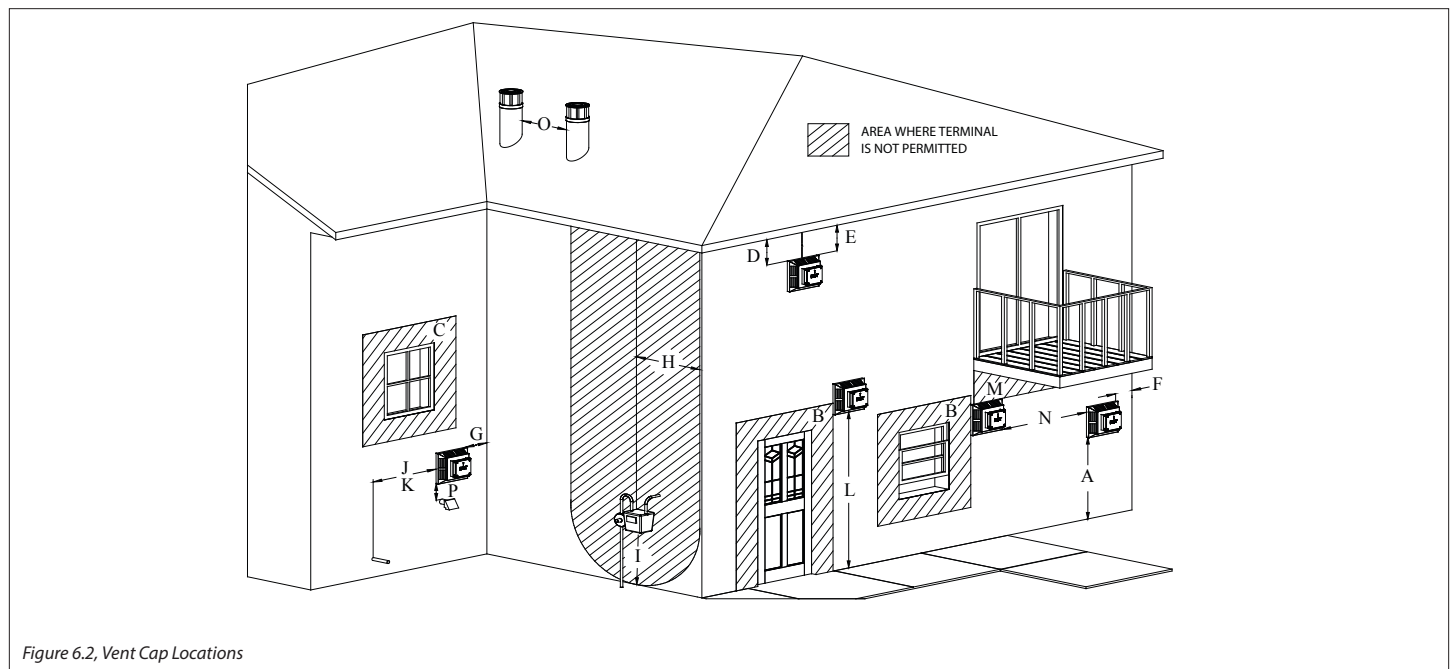 O
AREA WHERE TERMINAL
IS NOT PERMITTED
D
E
C
H
F
M
B
B
N
G
J
K
P
L
A
I
Figure 6.2, Vent Cap Locations